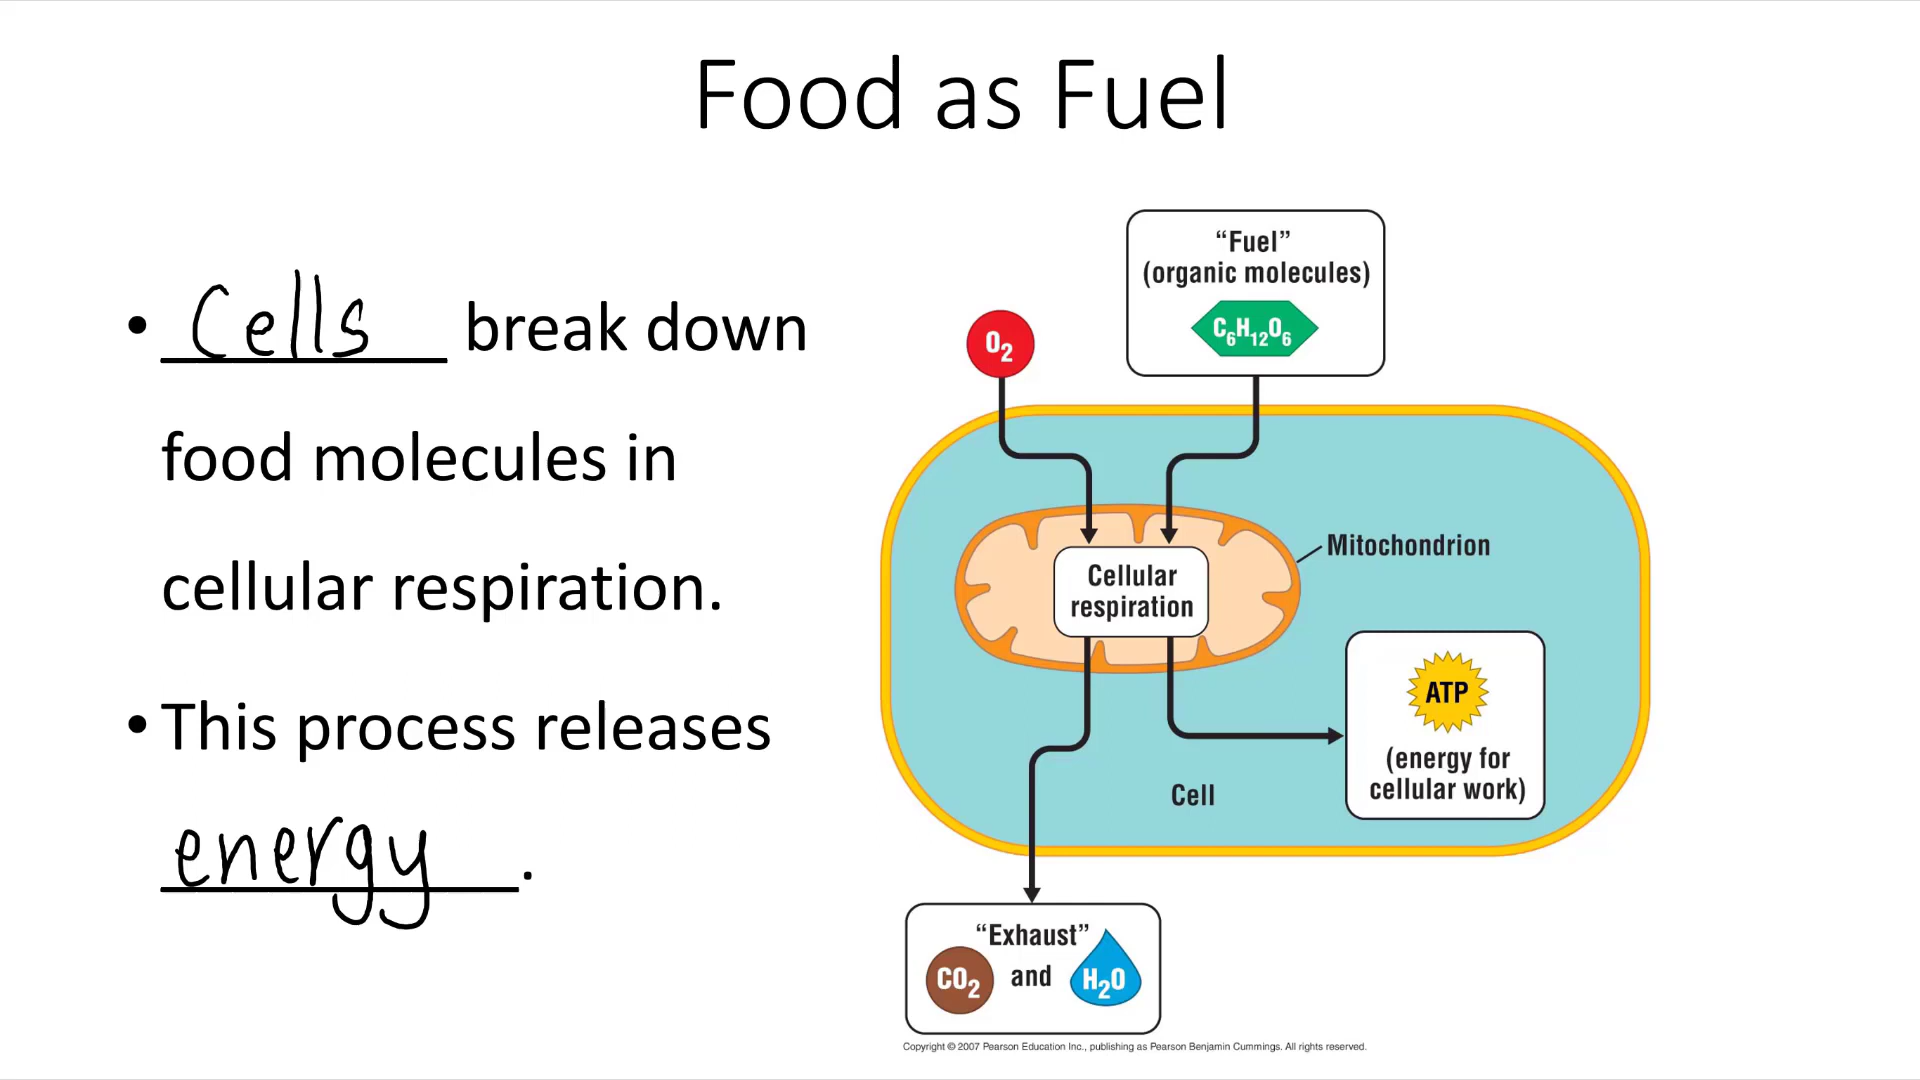 Food as Fuel
• Cells break down
food molecules in
cellular respiration.
• This process releases
energy.
“Fuel”
(organic molecules)
C₆H₁₂O₆
O₂
Mitochondrion
Cellular
respiration
ATP
(energy for
cellular work)
Cell
“Exhaust”
CO₂ and H₂O
Copyright © 2007 Pearson Education Inc., publishing as Pearson Benjamin Cummings. All rights reserved.